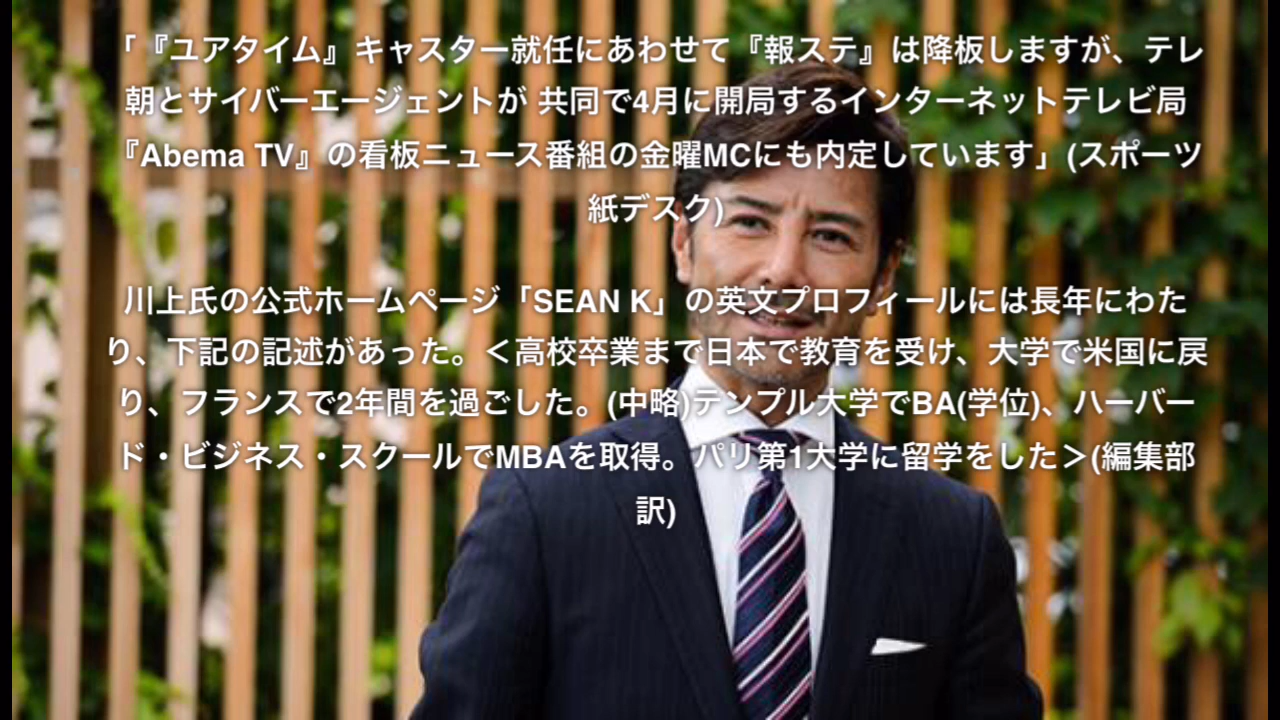 「『ユアタイム』キャスター就任にあわせて『報ステ』は降板しますが、テレ
朝とサイバーエージェントが 共同で4月に開局するインターネットテレビ局
『Abema TV』の看板ニュース番組の金曜MCにも内定しています」(スポーツ
紙デスク)
川上氏の公式ホームページ「SEAN K」の英文プロフィールには長年にわた
り、下記の記述があった。＜高校卒業まで日本で教育を受け、大学で米国に戻
り、フランスで2年間を過ごした。(中略)テンプル大学でBA(学位)、ハーバー
ド・ビジネス・スクールでMBAを取得。パリ第1大学に留学をした＞(編集部
訳)